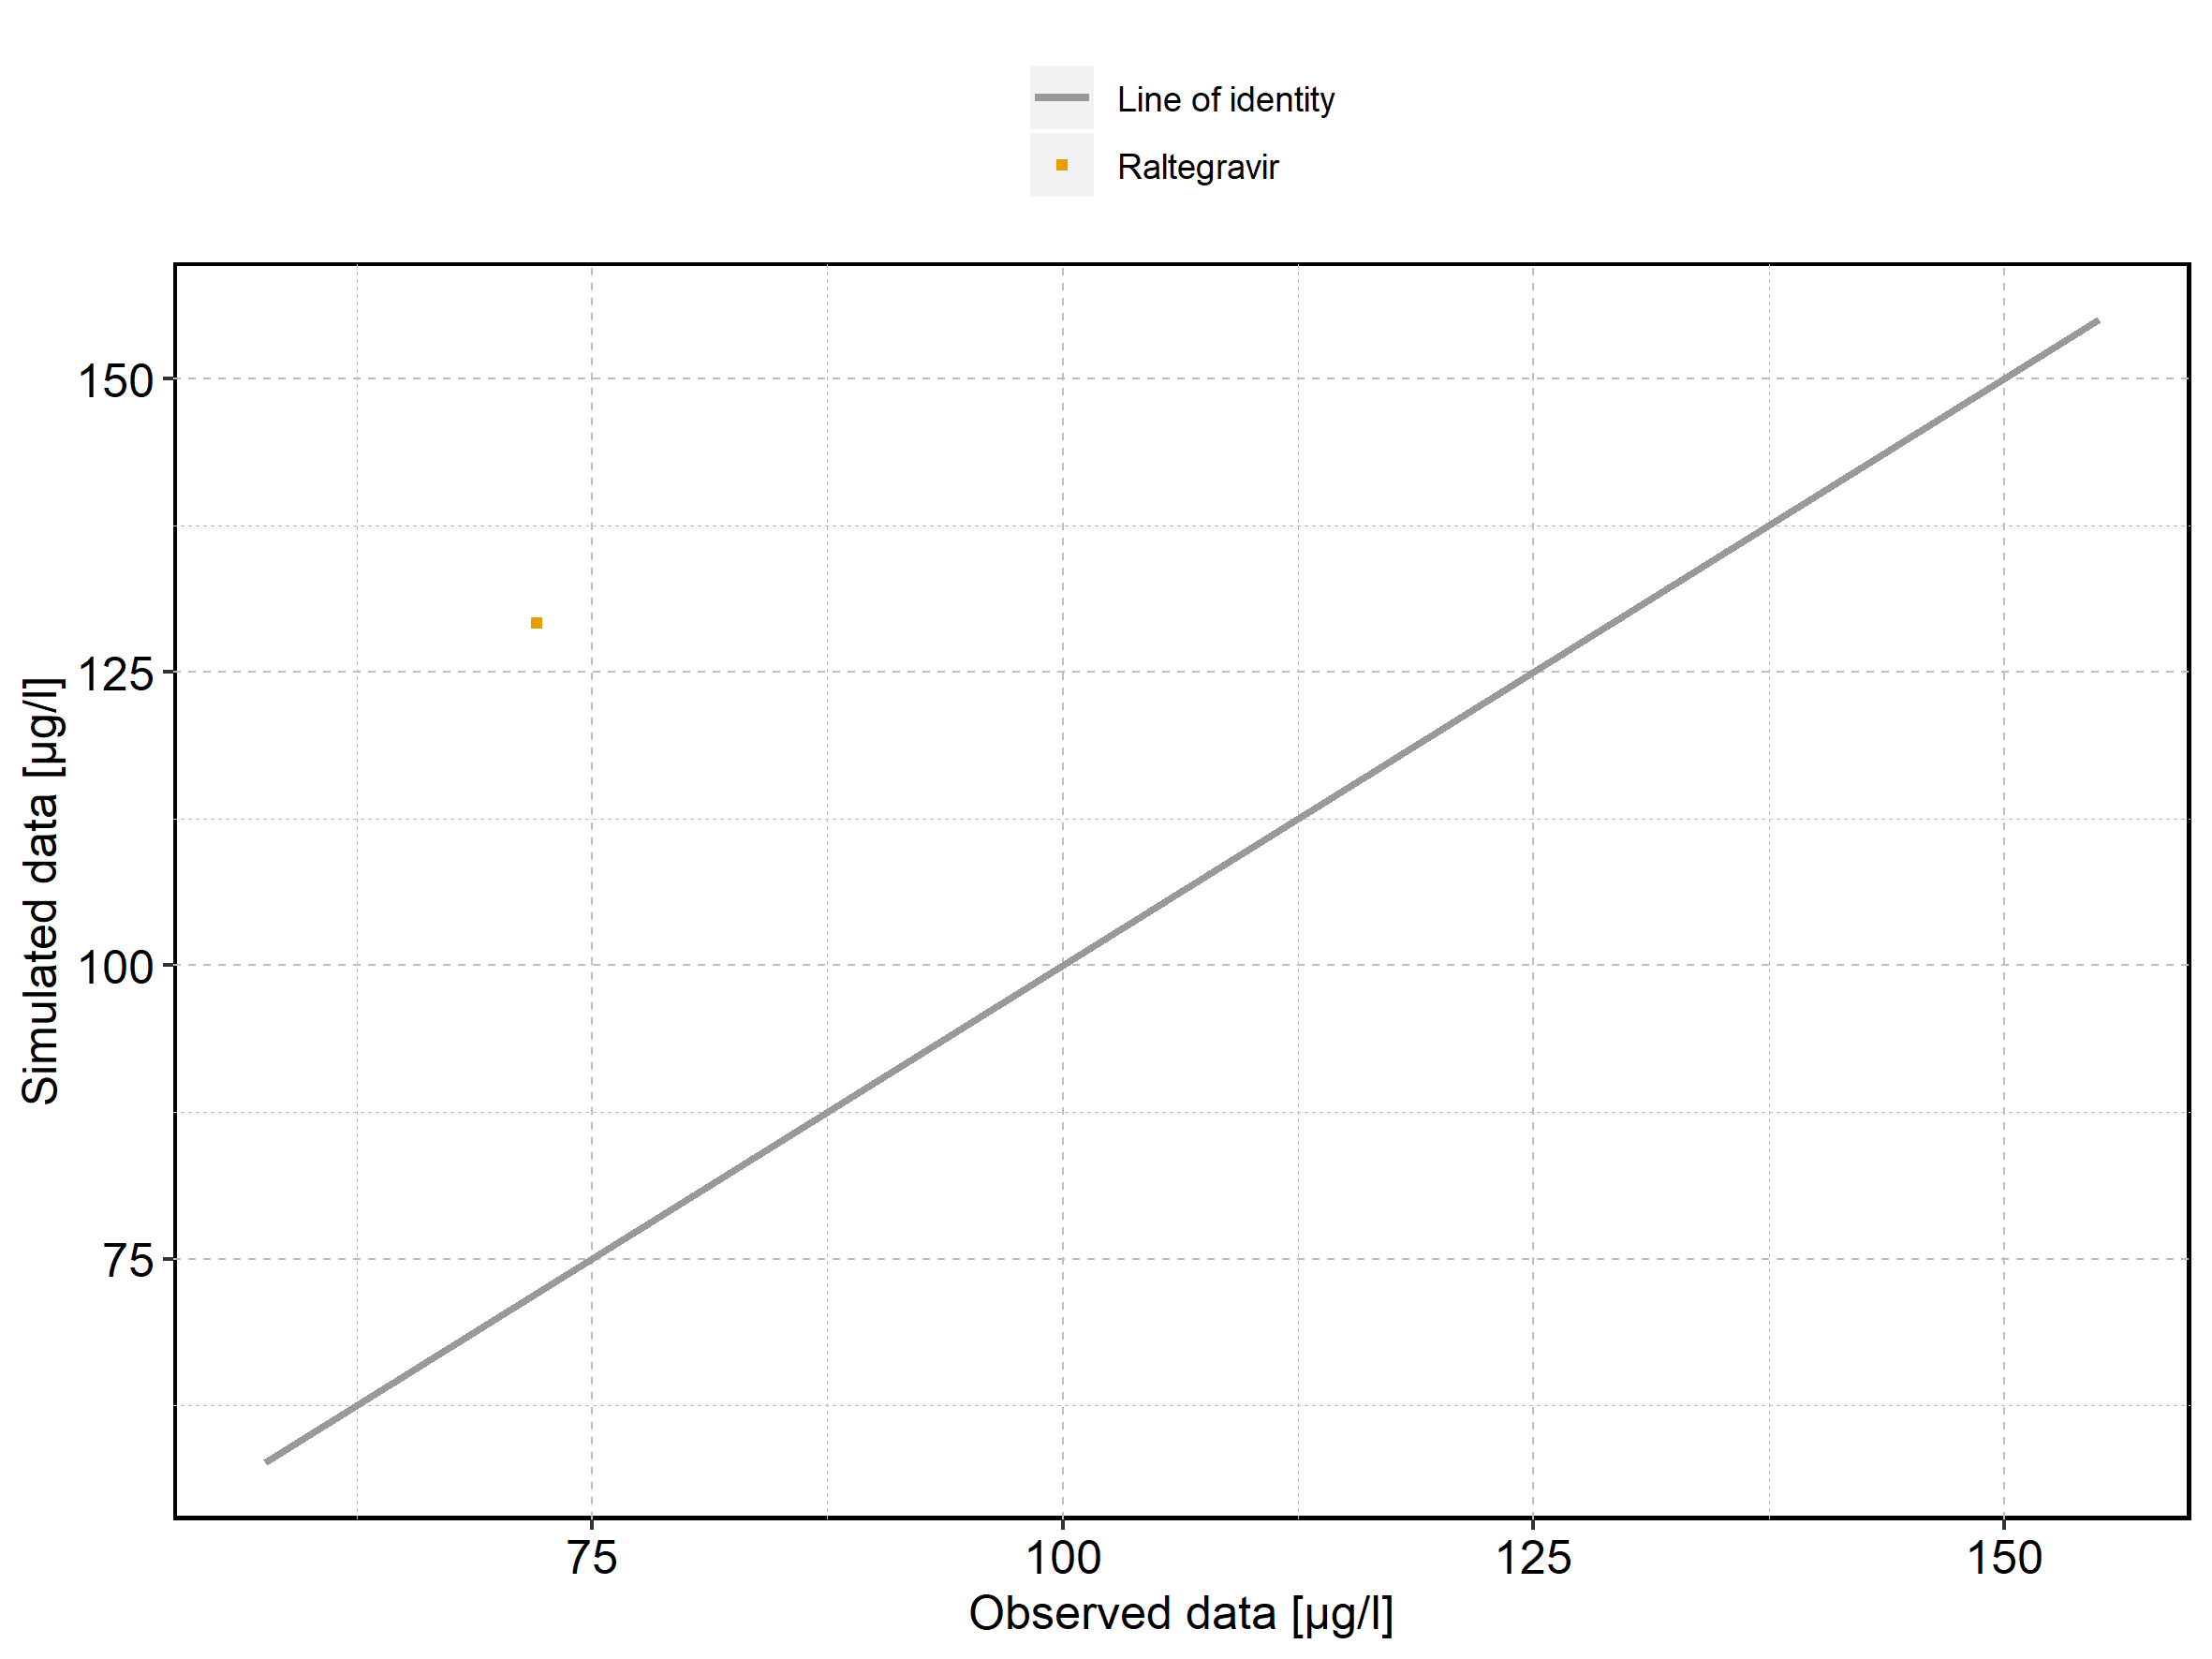 Line of identity
Raltegravir
150
125
100
75
Simulated data [µg/l]
75 100 125 150
Observed data [µg/l]